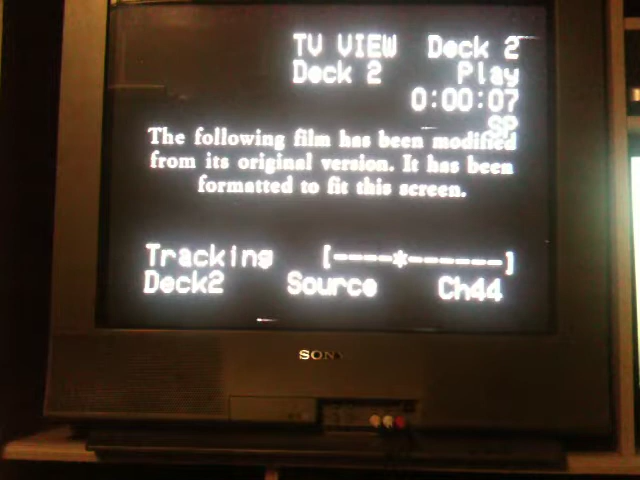 TV VIEW Deck 2
Deck 2 Play
0:00:07
SP
The following film has been modified
from its original version. It has been
formatted to fit this screen.
Tracking [----*------]
Deck2 Source Ch44
SONY